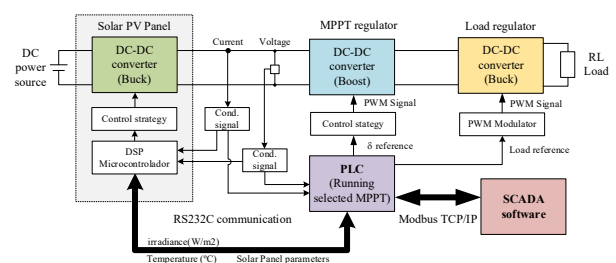 Solar PV Panel
MPPT regulator
Load regulator
DC
power
source
DC-DC
converter
(Buck)
Current
Voltage
DC-DC
converter
(Boost)
DC-DC
converter
(Buck)
RL
Load
PWM Signal
PWM Signal
Control strategy
Cond.
signal
Control stategy
PWM Modulator
δ reference
Load reference
DSP
Microcontrolador
Cond.
signal
PLC
(Running
selected MPPT)
SCADA
software
RS232C communication
Modbus TCP/IP
irradiance(W/m2)
Temperature (ºC) Solar Panel parameters